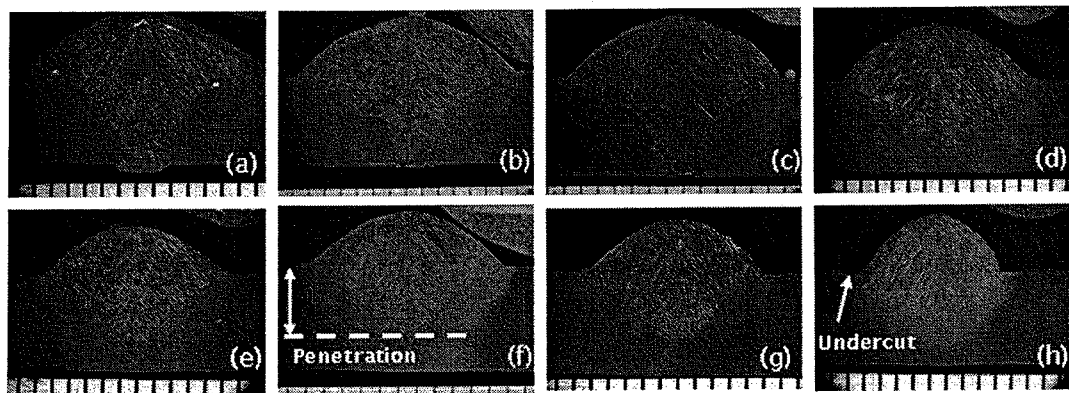 (a)
(b)
(c)
(d)
(e)
Penetration
(f)
(g)
Undercut
(h)